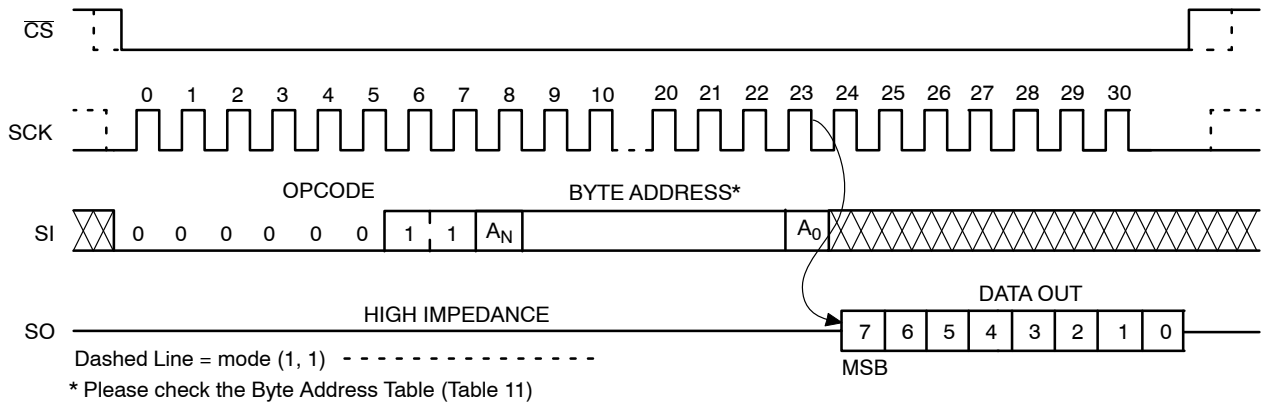 CS
0 1 2 3 4 5 6 7 8 9 10 20 21 22 23 24 25 26 27 28 29 30
SCK
OPCODE BYTE ADDRESS*
SI 0 0 0 0 0 0 1 1 AN A0
DATA OUT
HIGH IMPEDANCE
SO 7 6 5 4 3 2 1 0
Dashed Line = mode (1, 1)
MSB
* Please check the Byte Address Table (Table 11)